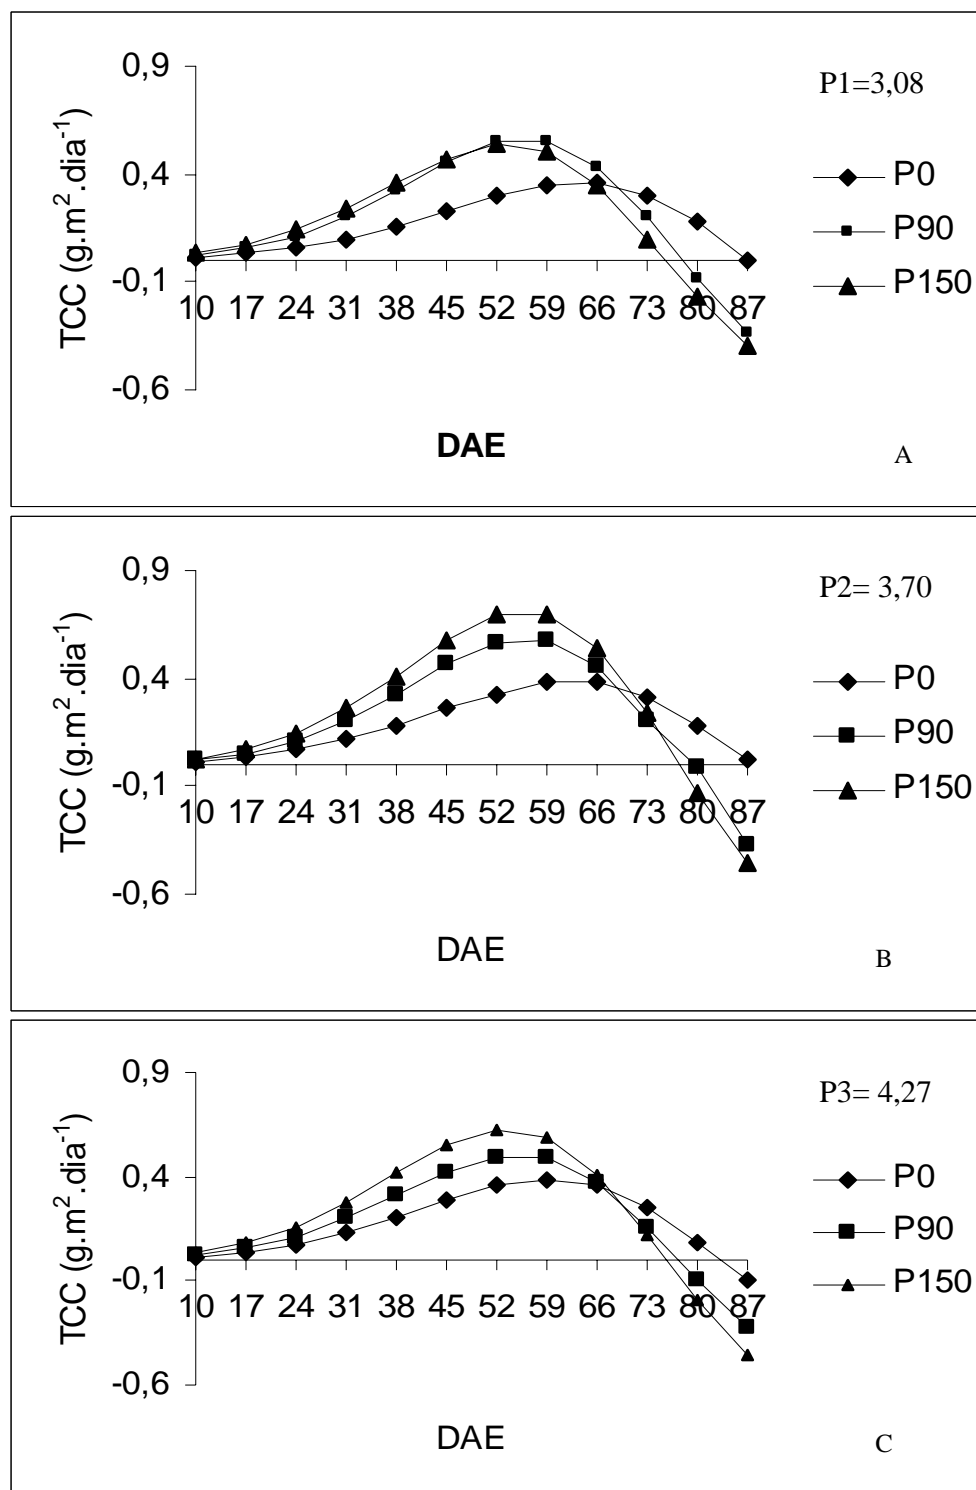 0,9
P1=3,08
0,4
P0
P90
P150
-0,1
10 17 24 31 38 45 52 59 66 73 80 87
-0,6
TCC (g.m².dia⁻¹)
DAE
A
0,9
P2= 3,70
0,4
P0
P90
P150
-0,1
10 17 24 31 38 45 52 59 66 73 80 87
-0,6
TCC (g.m².dia⁻¹)
DAE
B
0,9
P3= 4,27
0,4
P0
P90
P150
-0,1
10 17 24 31 38 45 52 59 66 73 80 87
-0,6
TCC (g.m².dia⁻¹)
DAE
C